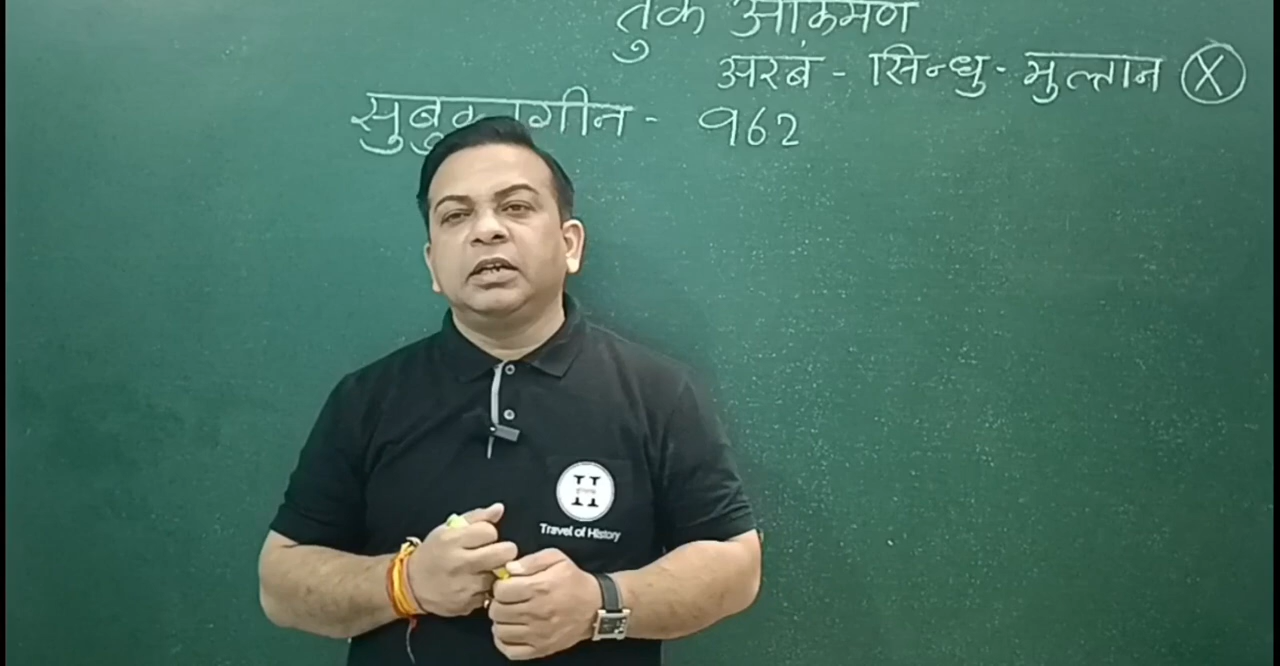 तुर्क आक्रमण
अरब - सिन्धु - मुल्तान X
- 962
Travel of History